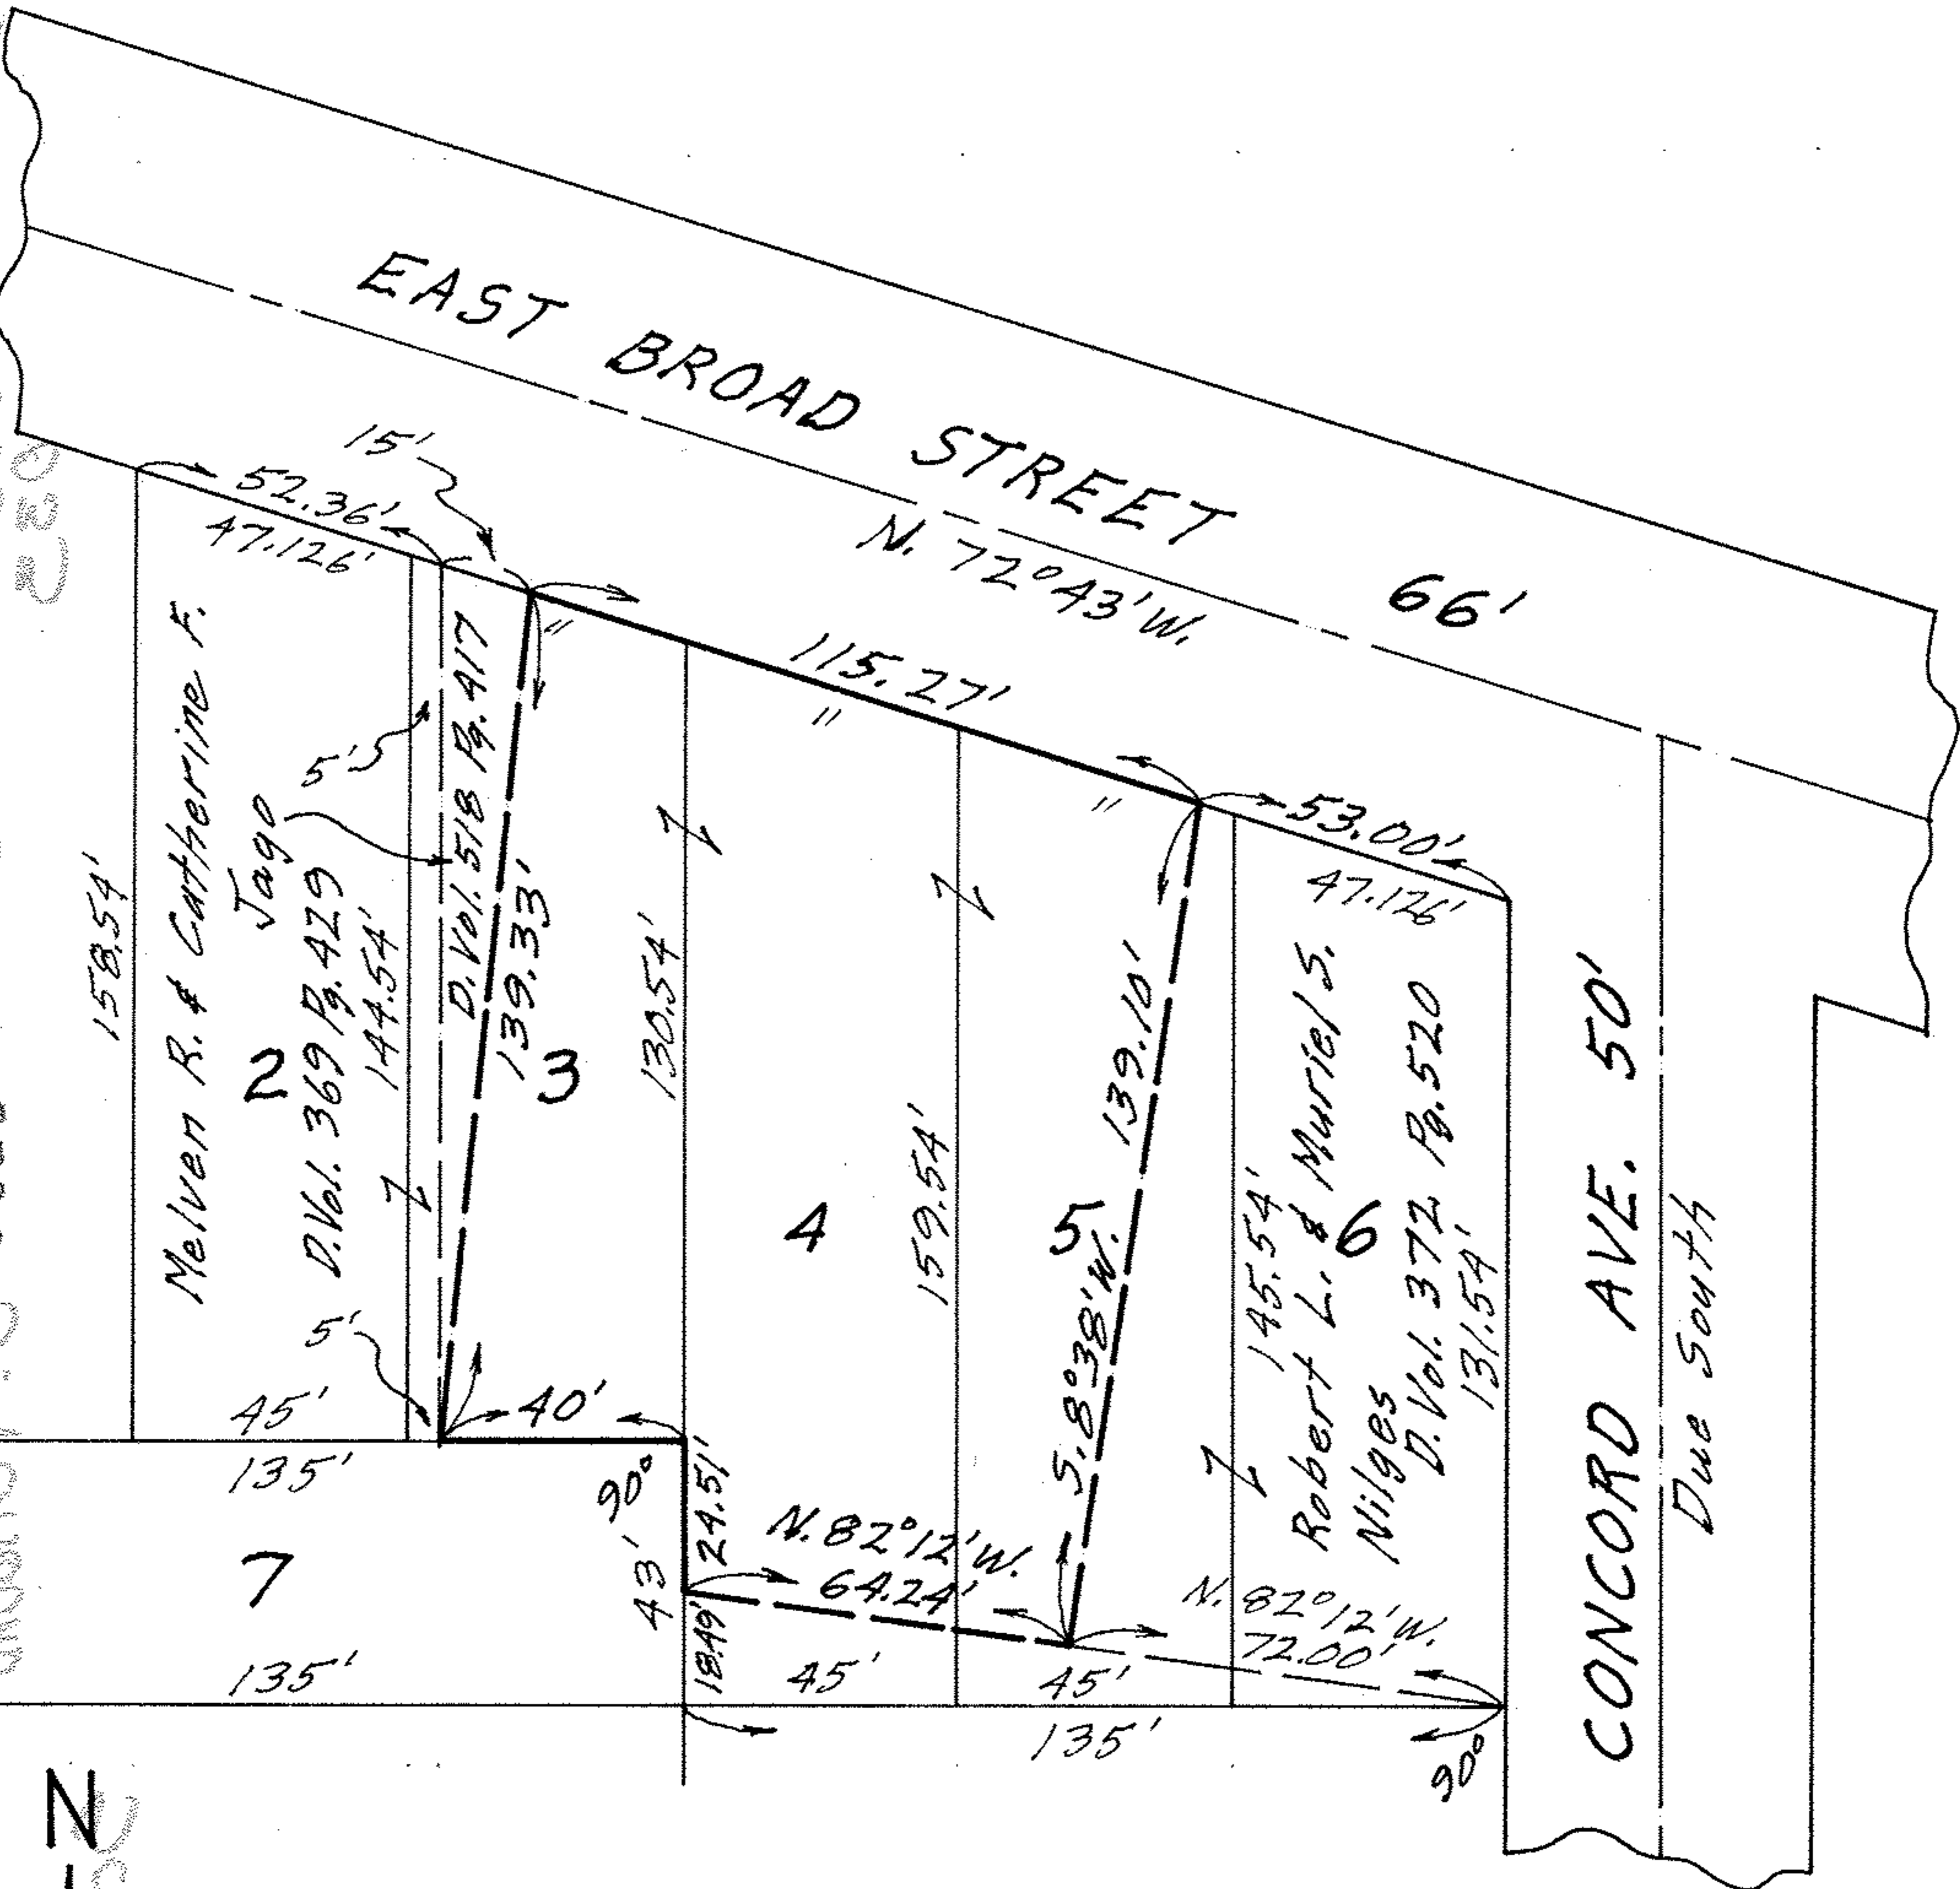 EAST BROAD STREET 66'
N. 72°43' W.
15'
52.36'
47.126'
115.27'
"
"
"
53.00'
47.126'
158.54'
Melven R. & Catherine F.
Jago
2
D. Vol. 369 Pg. 429
144.54'
5'
5'
D. Vol. 518 Pg. 417
139.33'
3
130.54'
4
159.54'
5
139.10'
S. 8°38' W.
145.54'
Robert L. & Muriel S.
Nilges
6
D. Vol. 372 Pg. 520
131.54'
CONCORD AVE. 50'
Due South
45'
40'
135'
90°
24.51'
43'
18.49'
7
N. 82°12' W.
64.24'
N. 82°12' W.
72.00'
135'
45'
45'
135'
90°
N